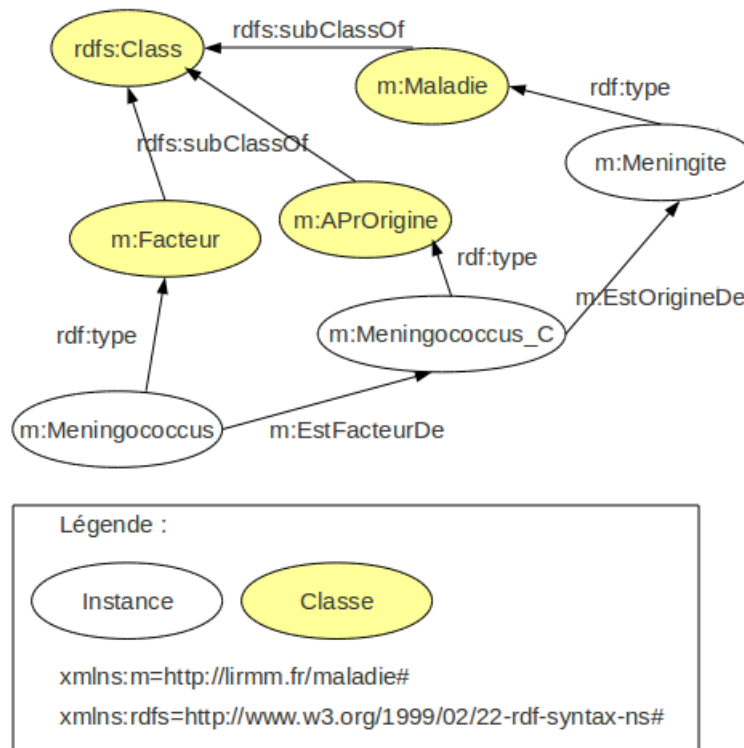 rdfs:subClassOf
rdfs:Class
m:Maladie
rdf:type
rdfs:subClassOf
m:Meningite
m:APrOrigine
m:Facteur
rdf:type
m:EstOrigineDe
rdf:type
m:Meningococcus_C
m:Meningococcus
m:EstFacteurDe
Légende :
Instance
Classe
xmlns:m=http://lirmm.fr/maladie#
xmlns:rdfs=http://www.w3.org/1999/02/22-rdf-syntax-ns#